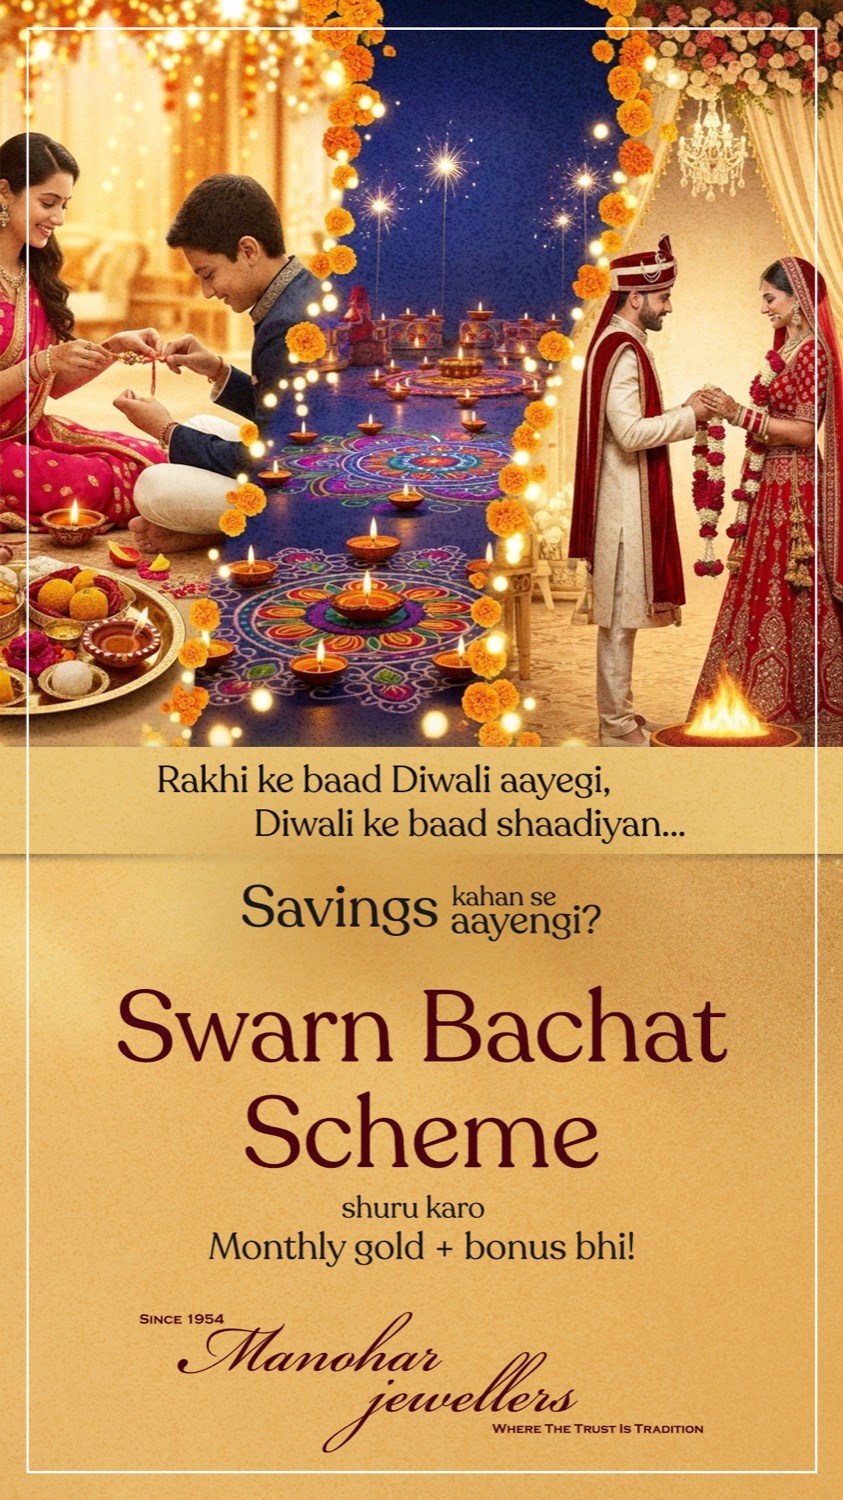 Rakhi ke baad Diwali aayegi,
Diwali ke baad shaadiyan...
Savings kahan se aayengi?
Swarn Bachat
Scheme
shuru karo
Monthly gold + bonus bhi!
SINCE 1954
Manohar
jewellers
WHERE THE TRUST IS TRADITION